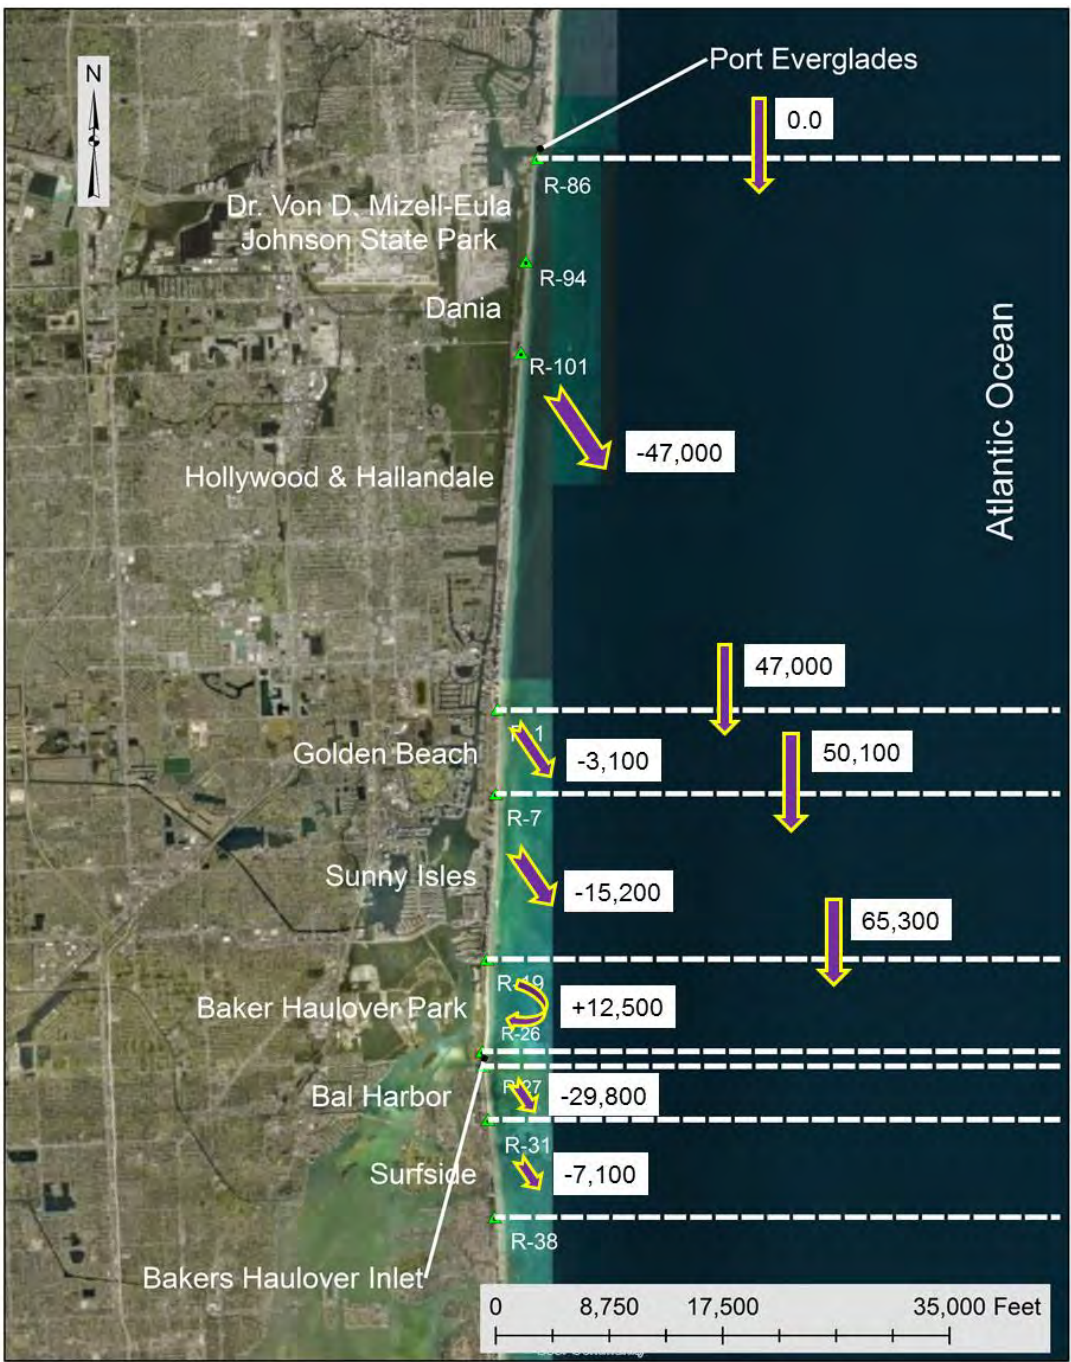 Port Everglades
N
0.0
R-86
Dr. Von D. Mizell-Eula
Johnson State Park
R-94
Dania
R-101
-47,000
Hollywood & Hallandale
Atlantic Ocean
47,000
R-1
50,100
Golden Beach
-3,100
R-7
Sunny Isles
-15,200
65,300
R-19
Baker Haulover Park
+12,500
R-26
R-27
Bal Harbor
-29,800
R-31
Surfside
-7,100
R-38
Bakers Haulover Inlet
0 8,750 17,500 35,000 Feet